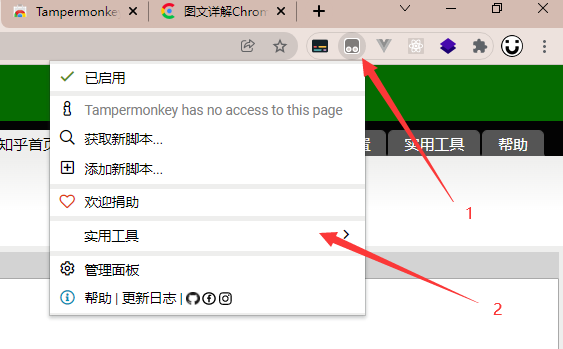 Tampermonkey
图文详解Chrom
已启用
Tampermonkey has no access to this page
知乎首页
置
实用工具
帮助
获取新脚本...
添加新脚本...
欢迎捐助
1
实用工具
管理面板
帮助 | 更新日志 |
2